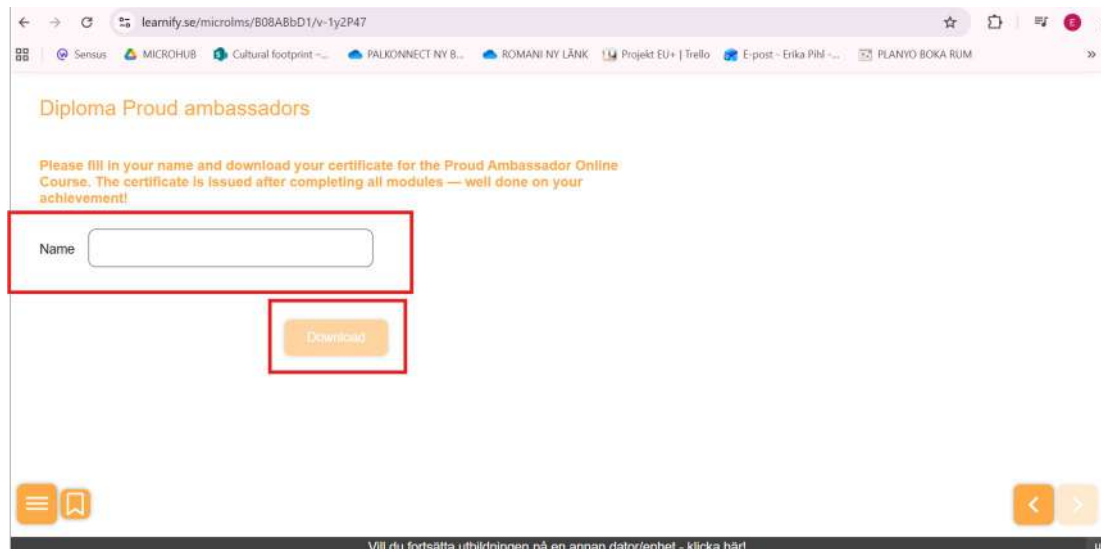 learnify.se/microlms/B08ABbD1/v-1y2P47
E
Sensus MICROHUB Cultural footprint –... PALKONNECT NY B... ROMANI NY LÄNK Projekt EU+ | Trello E-post - Erika Pihl -... PLANYO BOKA RUM »
Diploma Proud ambassadors
Please fill in your name and download your certificate for the Proud Ambassador Online
Course. The certificate is issued after completing all modules — well done on your
achievement!
Name
Download
Vill du fortsätta utbildningen på en annan dator/enhet - klicka här!